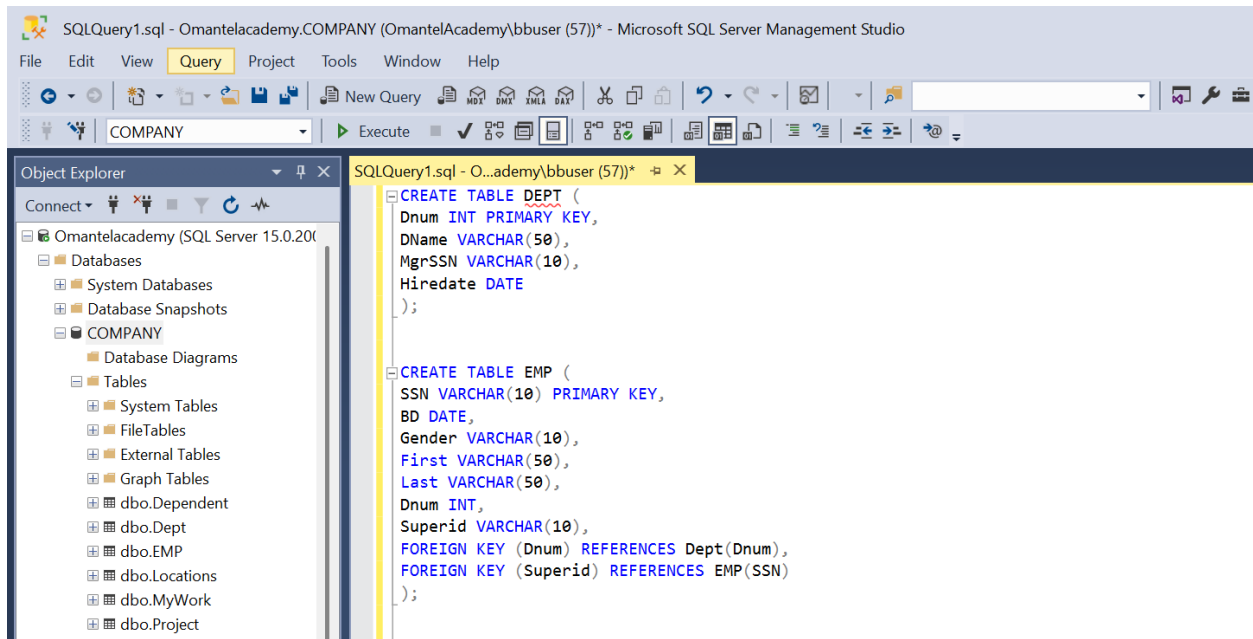 SQLQuery1.sql - Omantelacademy.COMPANY (OmantelAcademy\bbuser (57))* - Microsoft SQL Server Management Studio
File Edit View Query Project Tools Window Help
New Query MDX DMX XMLA DAX
COMPANY Execute
Object Explorer
SQLQuery1.sql - O...ademy\bbuser (57))*
Connect
Omantelacademy (SQL Server 15.0.200
Databases
System Databases
Database Snapshots
COMPANY
Database Diagrams
Tables
System Tables
FileTables
External Tables
Graph Tables
dbo.Dependent
dbo.Dept
dbo.EMP
dbo.Locations
dbo.MyWork
dbo.Project
CREATE TABLE DEPT (
Dnum INT PRIMARY KEY,
DName VARCHAR(50),
MgrSSN VARCHAR(10),
Hiredate DATE
);
CREATE TABLE EMP (
SSN VARCHAR(10) PRIMARY KEY,
BD DATE,
Gender VARCHAR(10),
First VARCHAR(50),
Last VARCHAR(50),
Dnum INT,
Superid VARCHAR(10),
FOREIGN KEY (Dnum) REFERENCES Dept(Dnum),
FOREIGN KEY (Superid) REFERENCES EMP(SSN)
);